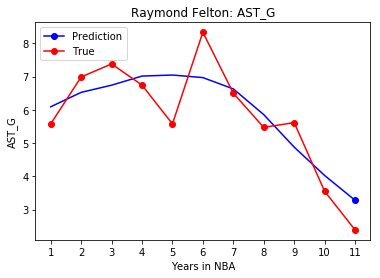 Raymond Felton: AST_G
Prediction
True
AST_G
8
7
6
5
4
3
1 2 3 4 5 6 7 8 9 10 11
Years in NBA